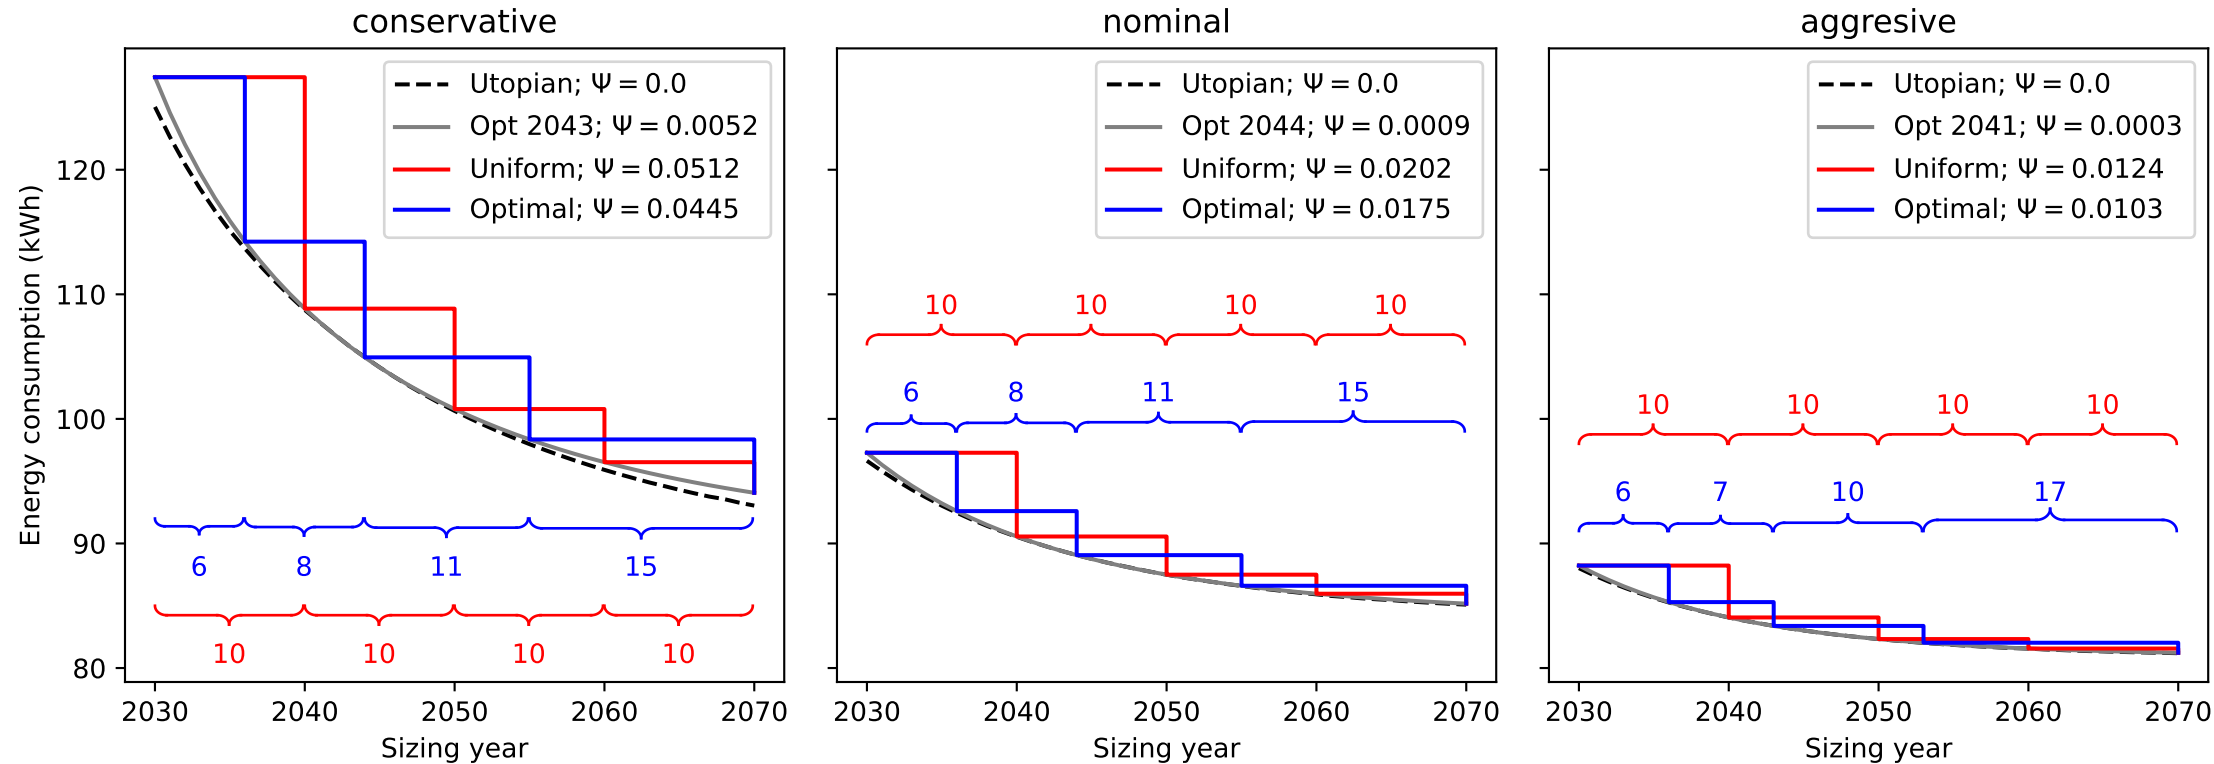 conservative
Energy consumption (kWh)
120
110
100
90
80
Utopian; Ψ = 0.0
Opt 2043; Ψ = 0.0052
Uniform; Ψ = 0.0512
Optimal; Ψ = 0.0445
6 8 11 15
10 10 10 10
2030 2040 2050 2060 2070
Sizing year
nominal
Utopian; Ψ = 0.0
Opt 2044; Ψ = 0.0009
Uniform; Ψ = 0.0202
Optimal; Ψ = 0.0175
10 10 10 10
6 8 11 15
2030 2040 2050 2060 2070
Sizing year
aggresive
Utopian; Ψ = 0.0
Opt 2041; Ψ = 0.0003
Uniform; Ψ = 0.0124
Optimal; Ψ = 0.0103
10 10 10 10
6 7 10 17
2030 2040 2050 2060 2070
Sizing year